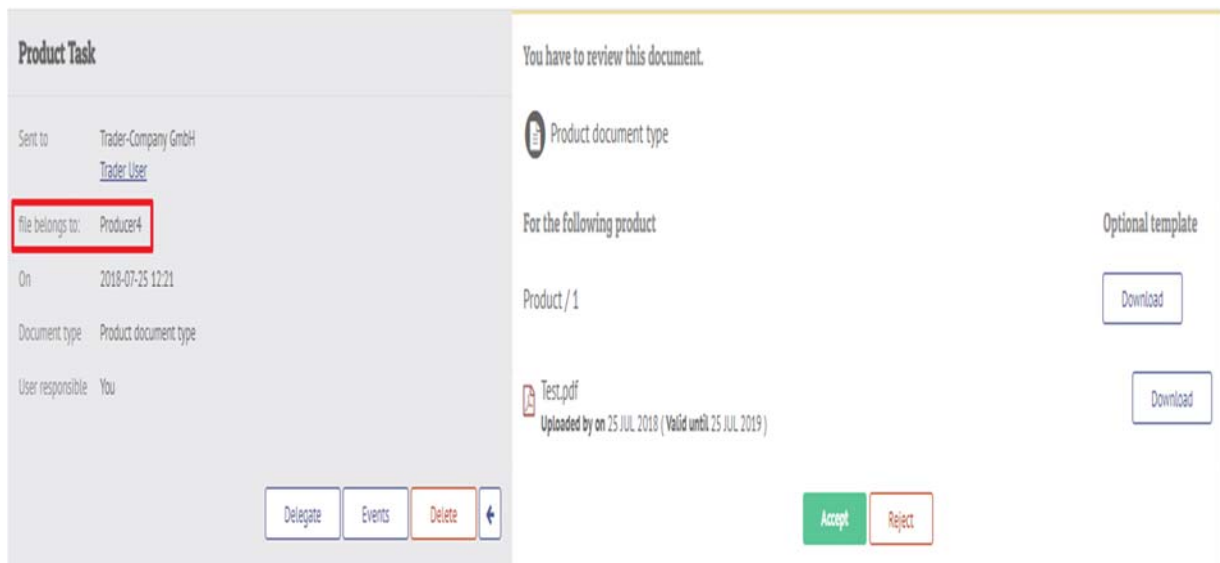 Product Task
Sent to Trader-Company GmbH
Trader User
file belongs to: Producer4
On 2018-07-25 12:21
Document type Product document type
User responsible You
Delegate Events Delete
You have to review this document.
Product document type
For the following product Optional template
Product / 1 Download
Test.pdf Download
Uploaded by on 25 JUL 2018 ( Valid until 25 JUL 2019 )
Accept Reject